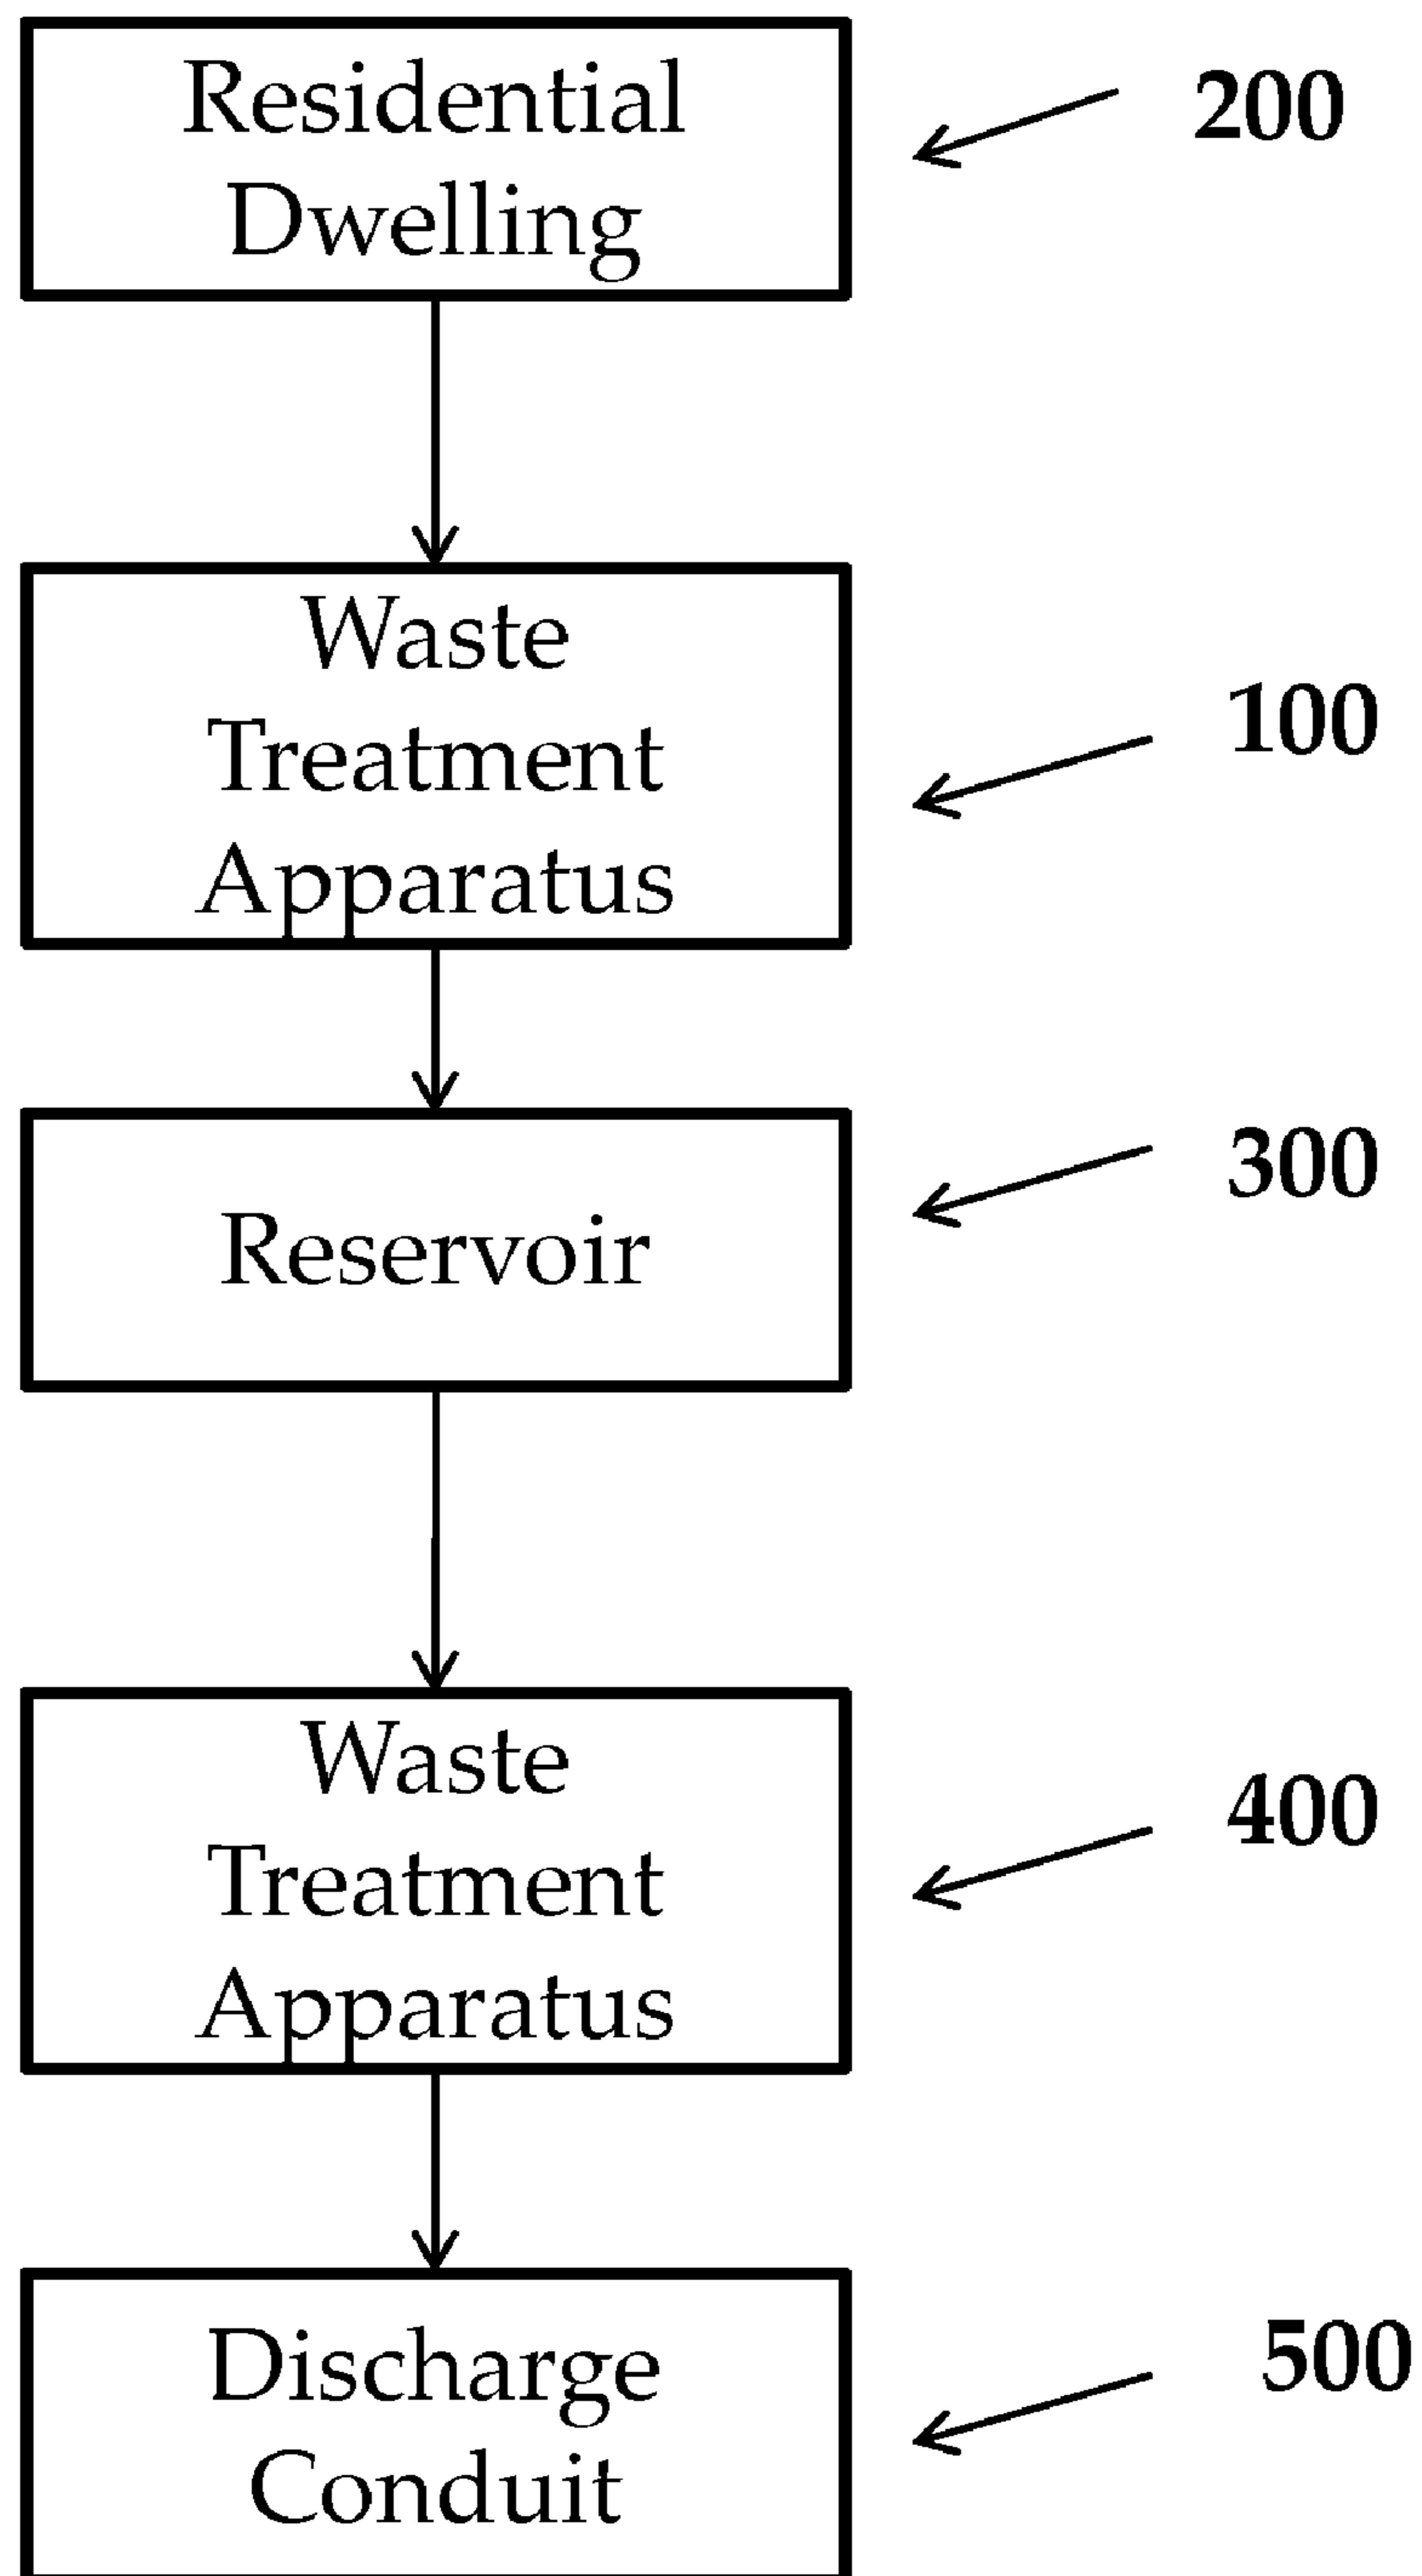 Residential
Dwelling
200
Waste
Treatment
Apparatus
100
Reservoir
300
Waste
Treatment
Apparatus
400
Discharge
Conduit
500